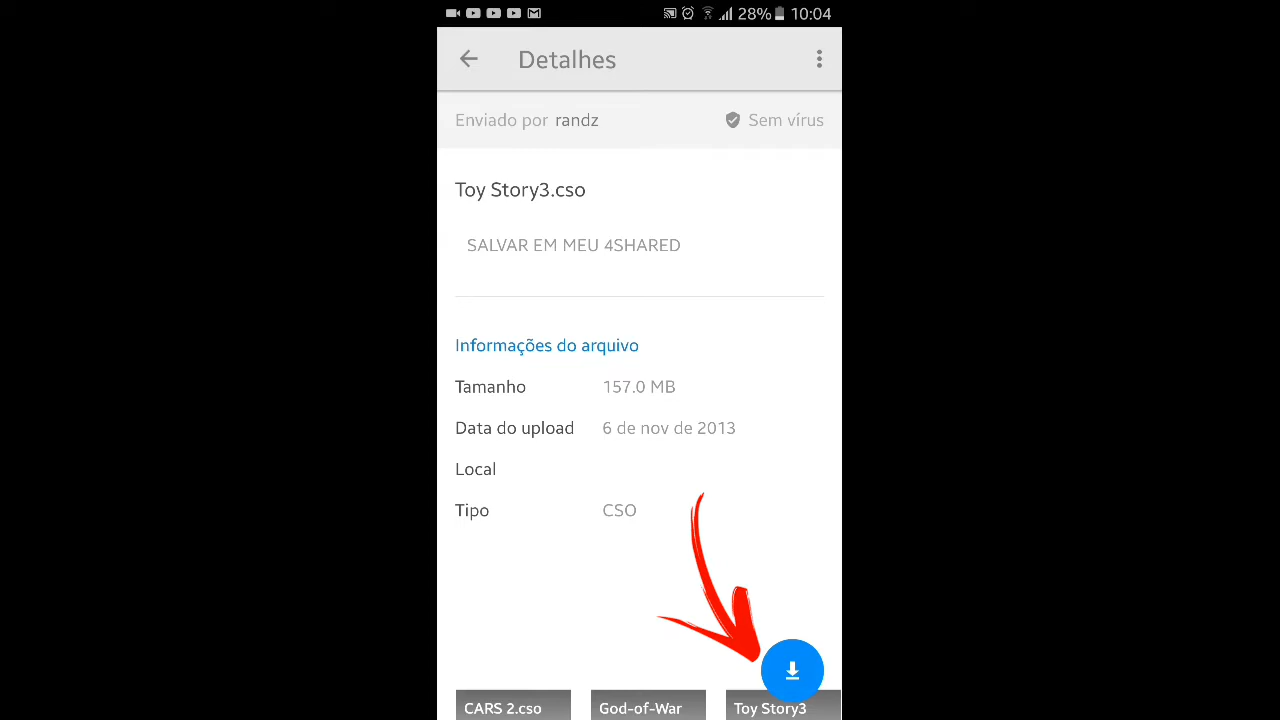 28% 10:04
Detalhes
Enviado por randz Sem vírus
Toy Story3.cso
SALVAR EM MEU 4SHARED
Informações do arquivo
Tamanho 157.0 MB
Data do upload 6 de nov de 2013
Local
Tipo CSO
CARS 2.cso God-of-War Toy Story3